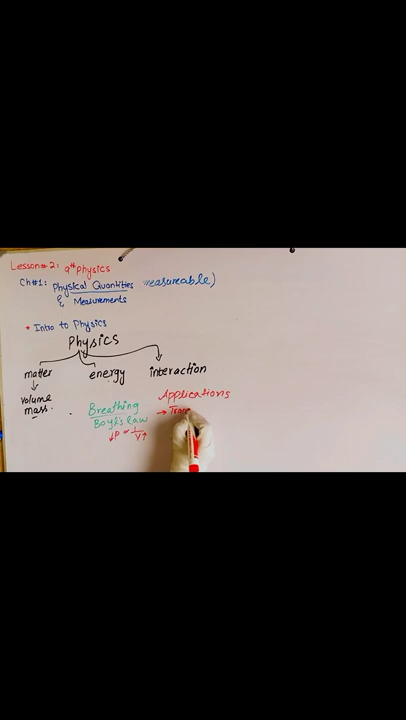 Lesson# 2: 9th Physics
Ch#1: Physical Quantities measureable)
& Measurements
* Intro to Physics
Physics
matter energy interaction
volume
mass.
Breathing
Boyl's law
↓P ∝ 1/V↑
Applications
→